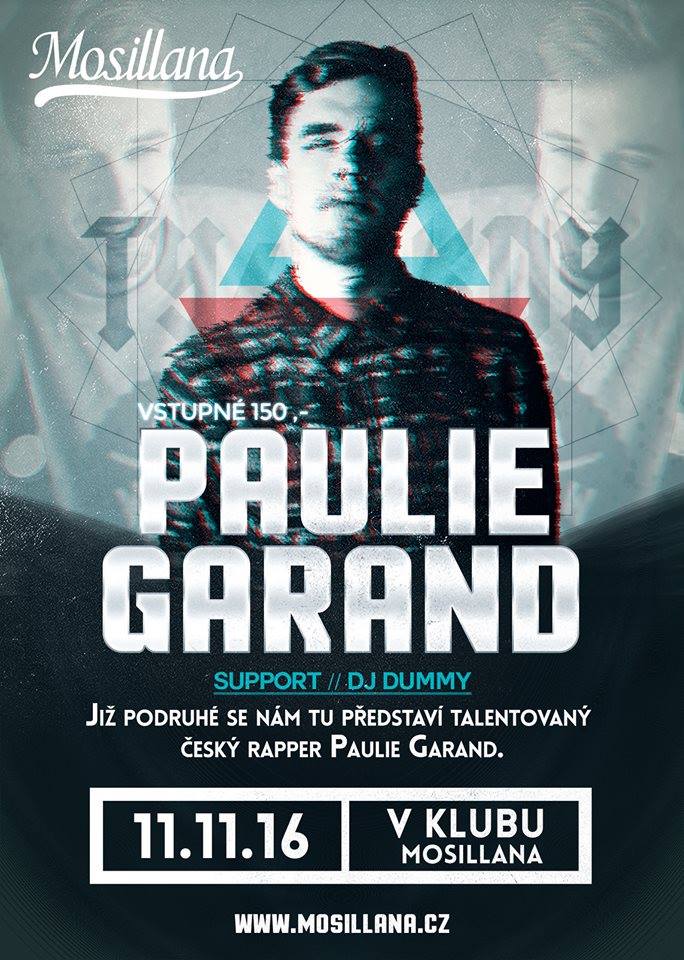 Mosillana
VSTUPNÉ 150 ,-
PAULIE
GARAND
SUPPORT // DJ DUMMY
JIŽ PODRUHÉ SE NÁM TU PŘEDSTAVÍ TALENTOVANÝ
ČESKÝ RAPPER PAULIE GARAND.
11.11.16
V KLUBU
MOSILLANA
WWW.MOSILLANA.CZ